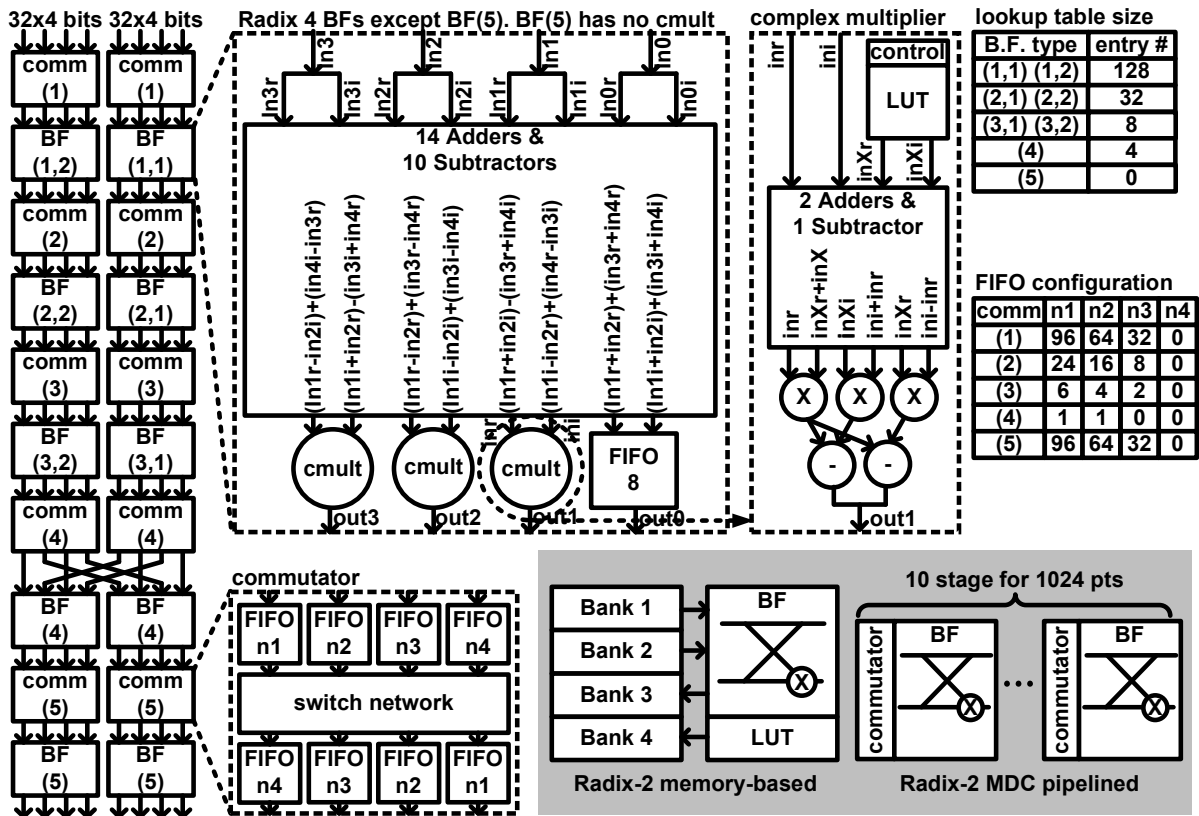 32x4 bits 32x4 bits
comm (1)
comm (1)
BF (1,2)
BF (1,1)
comm (2)
comm (2)
BF (2,2)
BF (2,1)
comm (3)
comm (3)
BF (3,2)
BF (3,1)
comm (4)
comm (4)
BF (4)
BF (4)
comm (5)
comm (5)
BF (5)
BF (5)
Radix 4 BFs except BF(5). BF(5) has no cmult
in3
in2
in1
in0
In3r
In3i
In2r
In2i
In1r
In1i
In0r
In0i
14 Adders &
10 Subtractors
(In1r-in2i)+(in4i-in3r)
(In1i+in2r)-(in3i+in4r)
(In1r-in2r)+(in3r-in4r)
(In1i-in2i)+(in3i-in4i)
(In1r+in2i)-(in3r+in4i)
(In1i-in2r)+(in4r-in3i)
(In1r+in2r)+(in3r+in4r)
(In1i+in2i)+(in3i+in4i)
inr
ini
cmult
cmult
cmult
FIFO 8
out3
out2
out1
out0
complex multiplier
inr
ini
control
LUT
inXr
inXi
2 Adders &
1 Subtractor
inr
inXr+inX
inXi
ini+inr
inXr
ini-inr
X X X
- -
out1
lookup table size
B.F. type entry #
(1,1) (1,2) 128
(2,1) (2,2) 32
(3,1) (3,2) 8
(4) 4
(5) 0
FIFO configuration
comm n1 n2 n3 n4
(1) 96 64 32 0
(2) 24 16 8 0
(3) 6 4 2 0
(4) 1 1 0 0
(5) 96 64 32 0
commutator
FIFO n1
FIFO n2
FIFO n3
FIFO n4
switch network
FIFO n4
FIFO n3
FIFO n2
FIFO n1
Bank 1
Bank 2
Bank 3
Bank 4
BF
X
LUT
Radix-2 memory-based
10 stage for 1024 pts
commutator
BF
X
...
commutator
BF
X
Radix-2 MDC pipelined